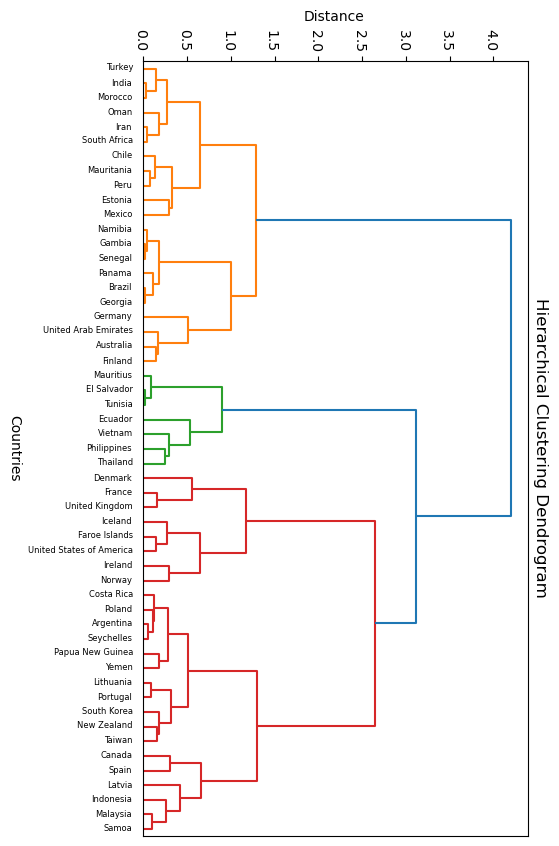 Distance
0.0 0.5 1.0 1.5 2.0 2.5 3.0 3.5 4.0
Turkey
India
Morocco
Oman
Iran
South Africa
Chile
Mauritania
Peru
Estonia
Mexico
Namibia
Gambia
Senegal
Panama
Brazil
Georgia
Germany
United Arab Emirates
Australia
Finland
Mauritius
El Salvador
Tunisia
Ecuador
Vietnam
Philippines
Thailand
Denmark
France
United Kingdom
Iceland
Faroe Islands
United States of America
Ireland
Norway
Costa Rica
Poland
Argentina
Seychelles
Papua New Guinea
Yemen
Lithuania
Portugal
South Korea
New Zealand
Taiwan
Canada
Spain
Latvia
Indonesia
Malaysia
Samoa
Countries
Hierarchical Clustering Dendrogram